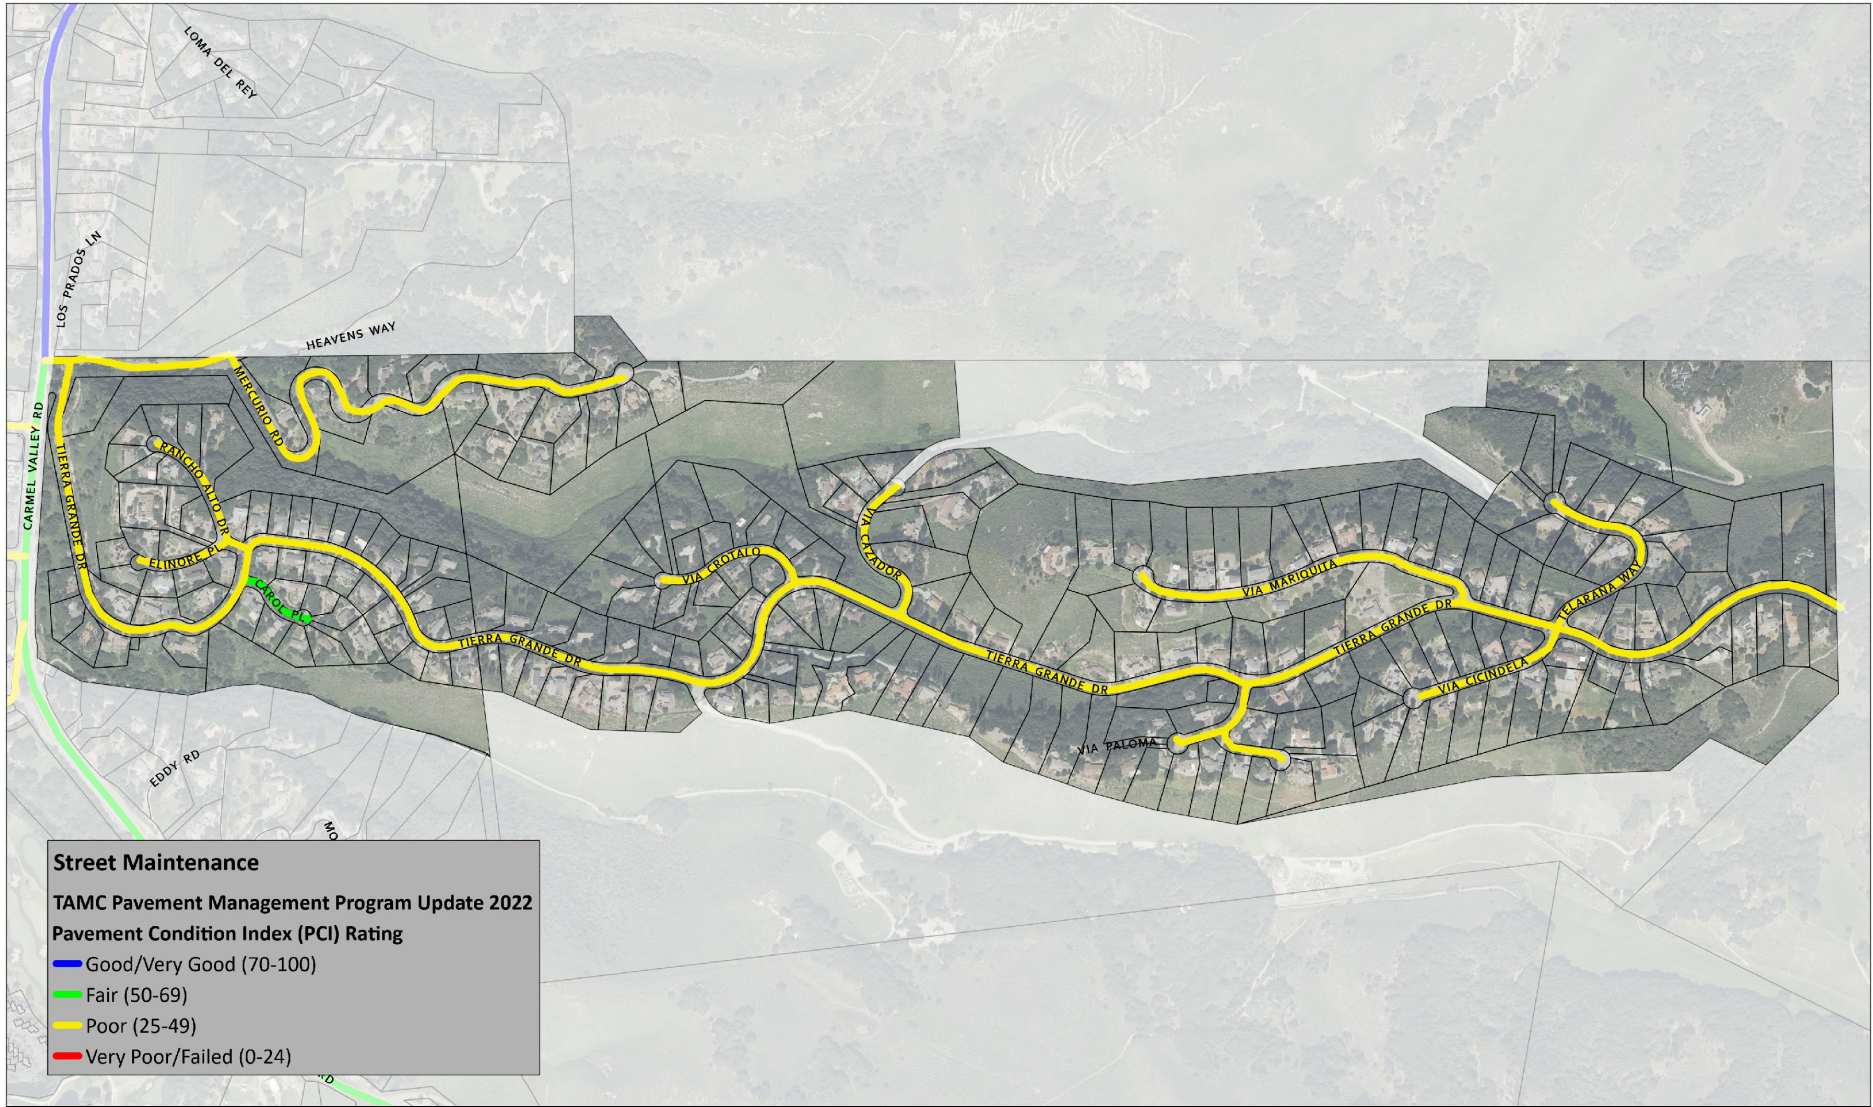 LOMA DEL REY
LOS PRADOS LN
HEAVENS WAY
MERCURIO RD
CARMEL VALLEY RD
TIERRA GRANDE DR
RANCHO ALTO DR
ELINORE PL
CAROL PL
VIA CROTALO
VIA CAZADOR
VIA MARIQUITA
TELARANA WAY
TIERRA GRANDE DR
TIERRA GRANDE DR
TIERRA GRANDE DR
VIA CICINDELA
VIA PALOMA
EDDY RD
MO
Street Maintenance
TAMC Pavement Management Program Update 2022
Pavement Condition Index (PCI) Rating
Good/Very Good (70-100)
Fair (50-69)
Poor (25-49)
Very Poor/Failed (0-24)
RD